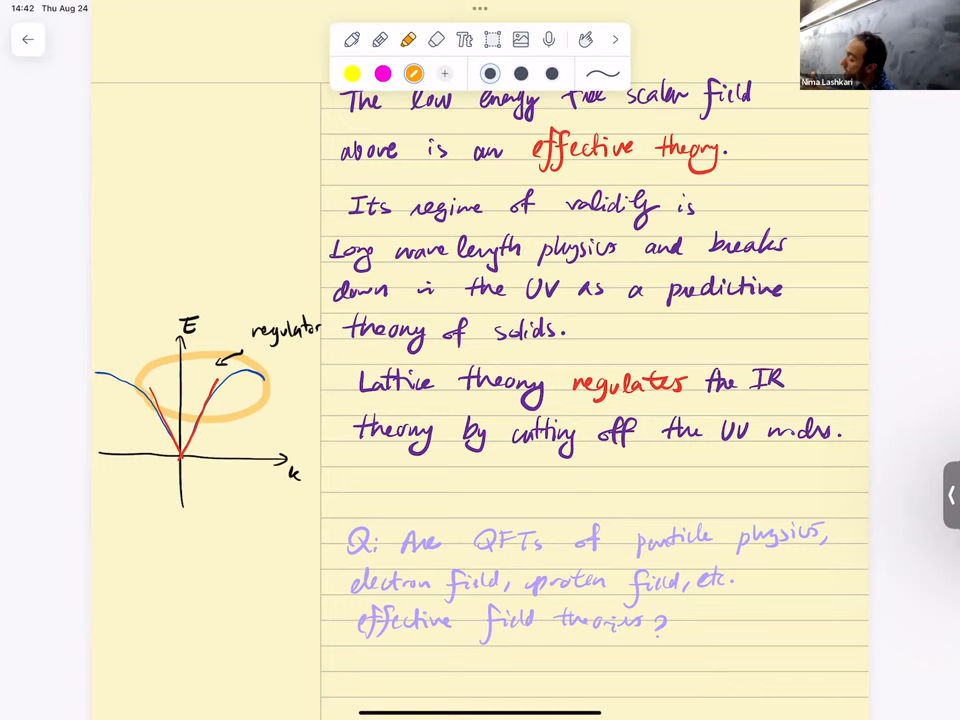 14:42 Thu Aug 24
Tt
Nima Lashkari
The low energy free scalar field
above is an effective theory.
Its regime of validity is
Long wavelength physics and breaks
down in the UV as a predictive
theory of solids.
E
regulator
k
Lattice theory regulates the IR
theory by cutting off the UV modes.
Q: Are QFTs of particle physics,
electron field, proton field, etc.
effective field theories?